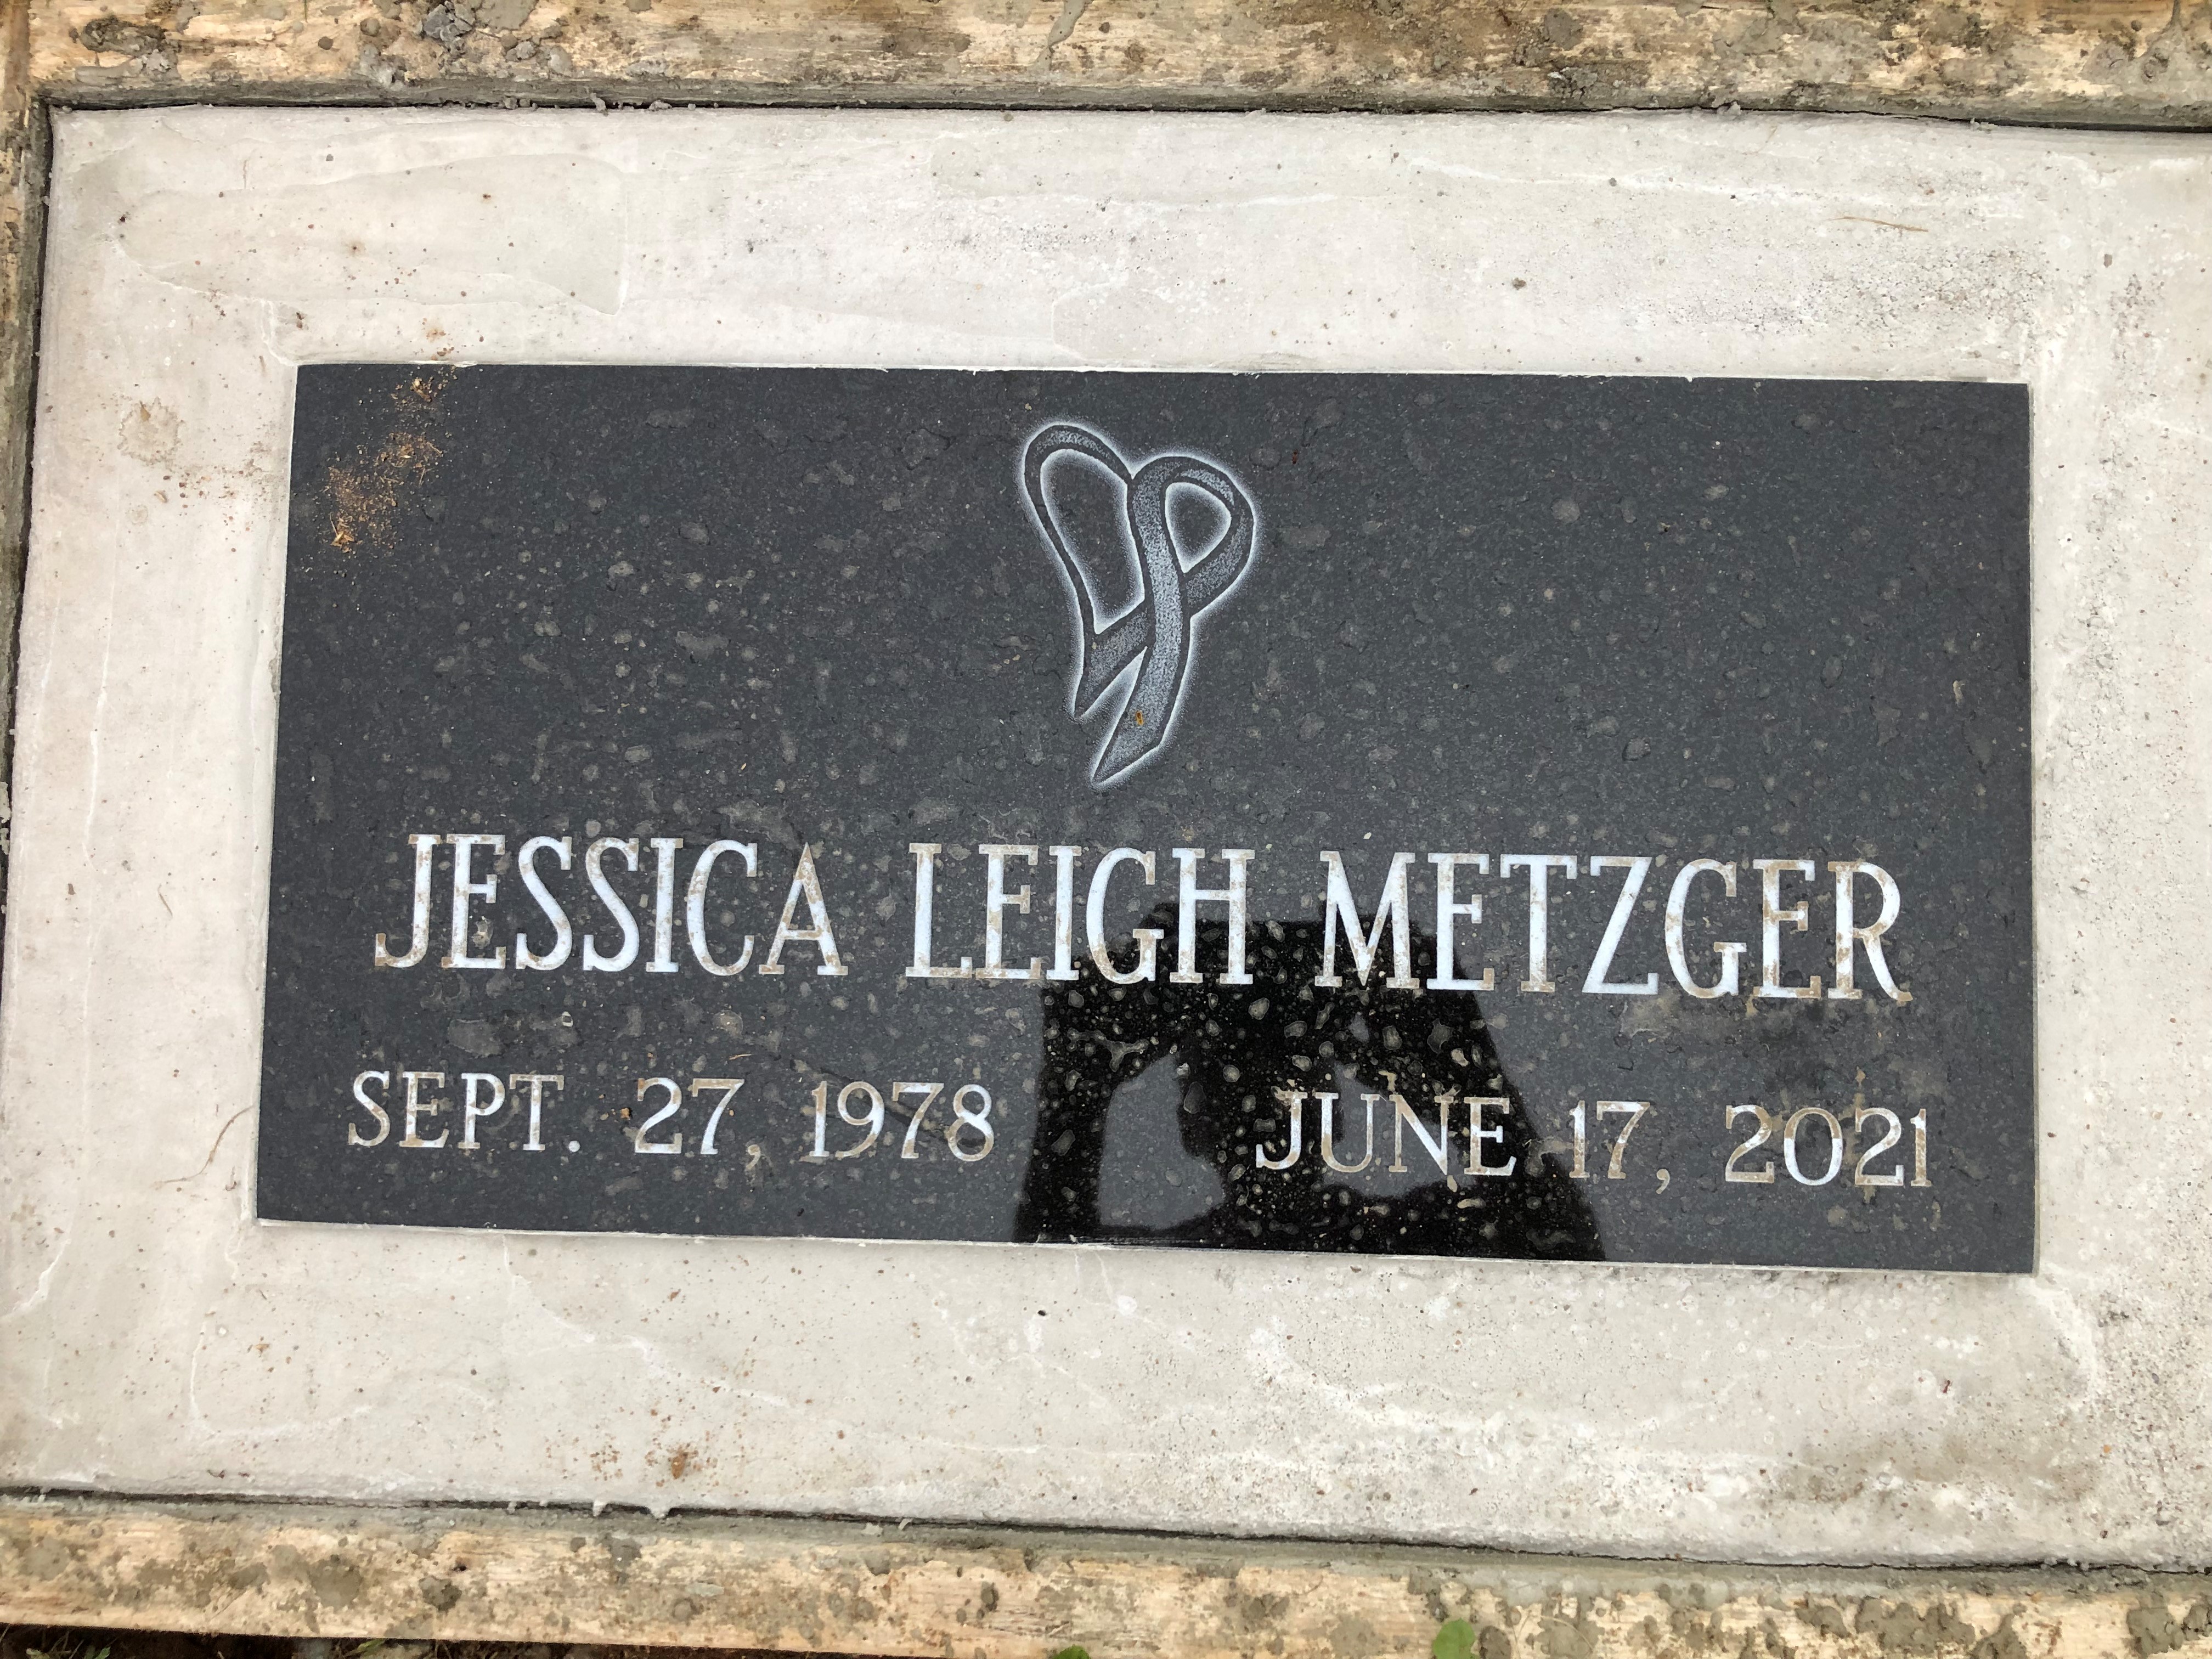 JESSICA LEIGH METZGER
SEPT. 27, 1978 JUNE 17, 2021